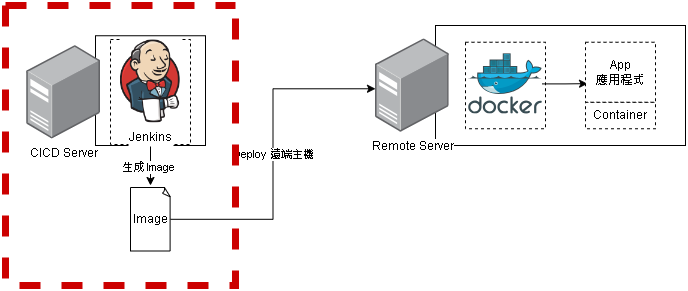 Jenkins
CICD Server
生成 Image
Image
eploy 遠端主機
docker
Remote Server
App
應用程式
Container